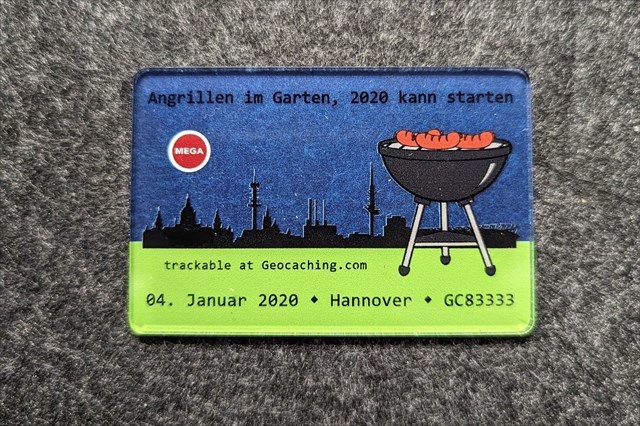 Angrillen im Garten, 2020 kann starten
MEGA
trackable at Geocaching.com
04. Januar 2020 ◆ Hannover ◆ GC83333